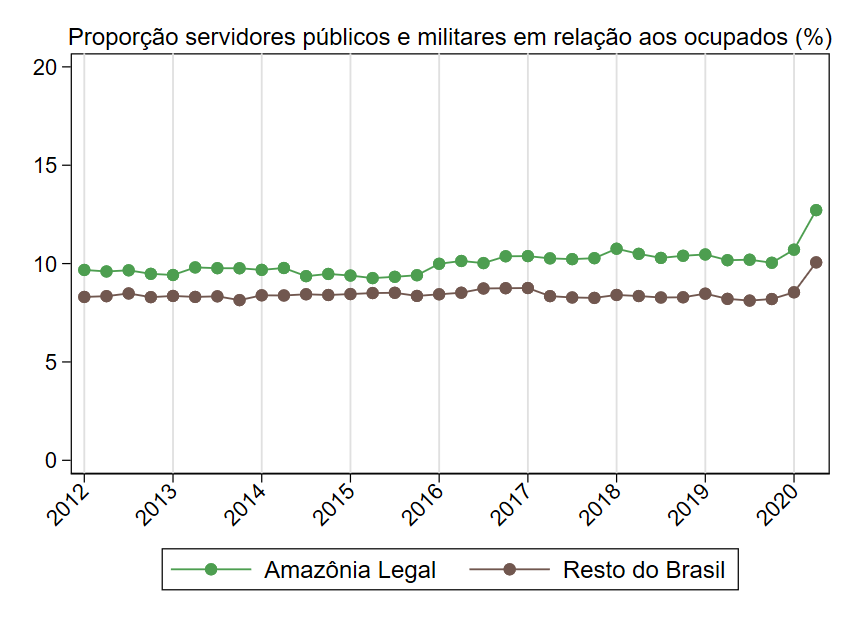 Proporção servidores públicos e militares em relação aos ocupados (%)
20
15
10
5
0
2012 2013 2014 2015 2016 2017 2018 2019 2020
Amazônia Legal Resto do Brasil